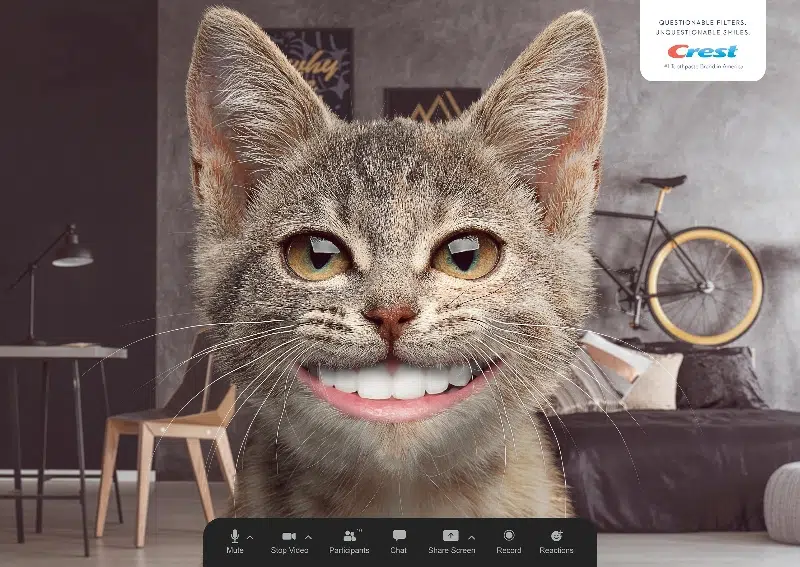 why
QUESTIONABLE FILTERS.
UNQUESTIONABLE SMILES.
Crest
#1 Toothpaste Brand in America
Mute
Stop Video
Participants
Chat
Share Screen
Record
Reactions